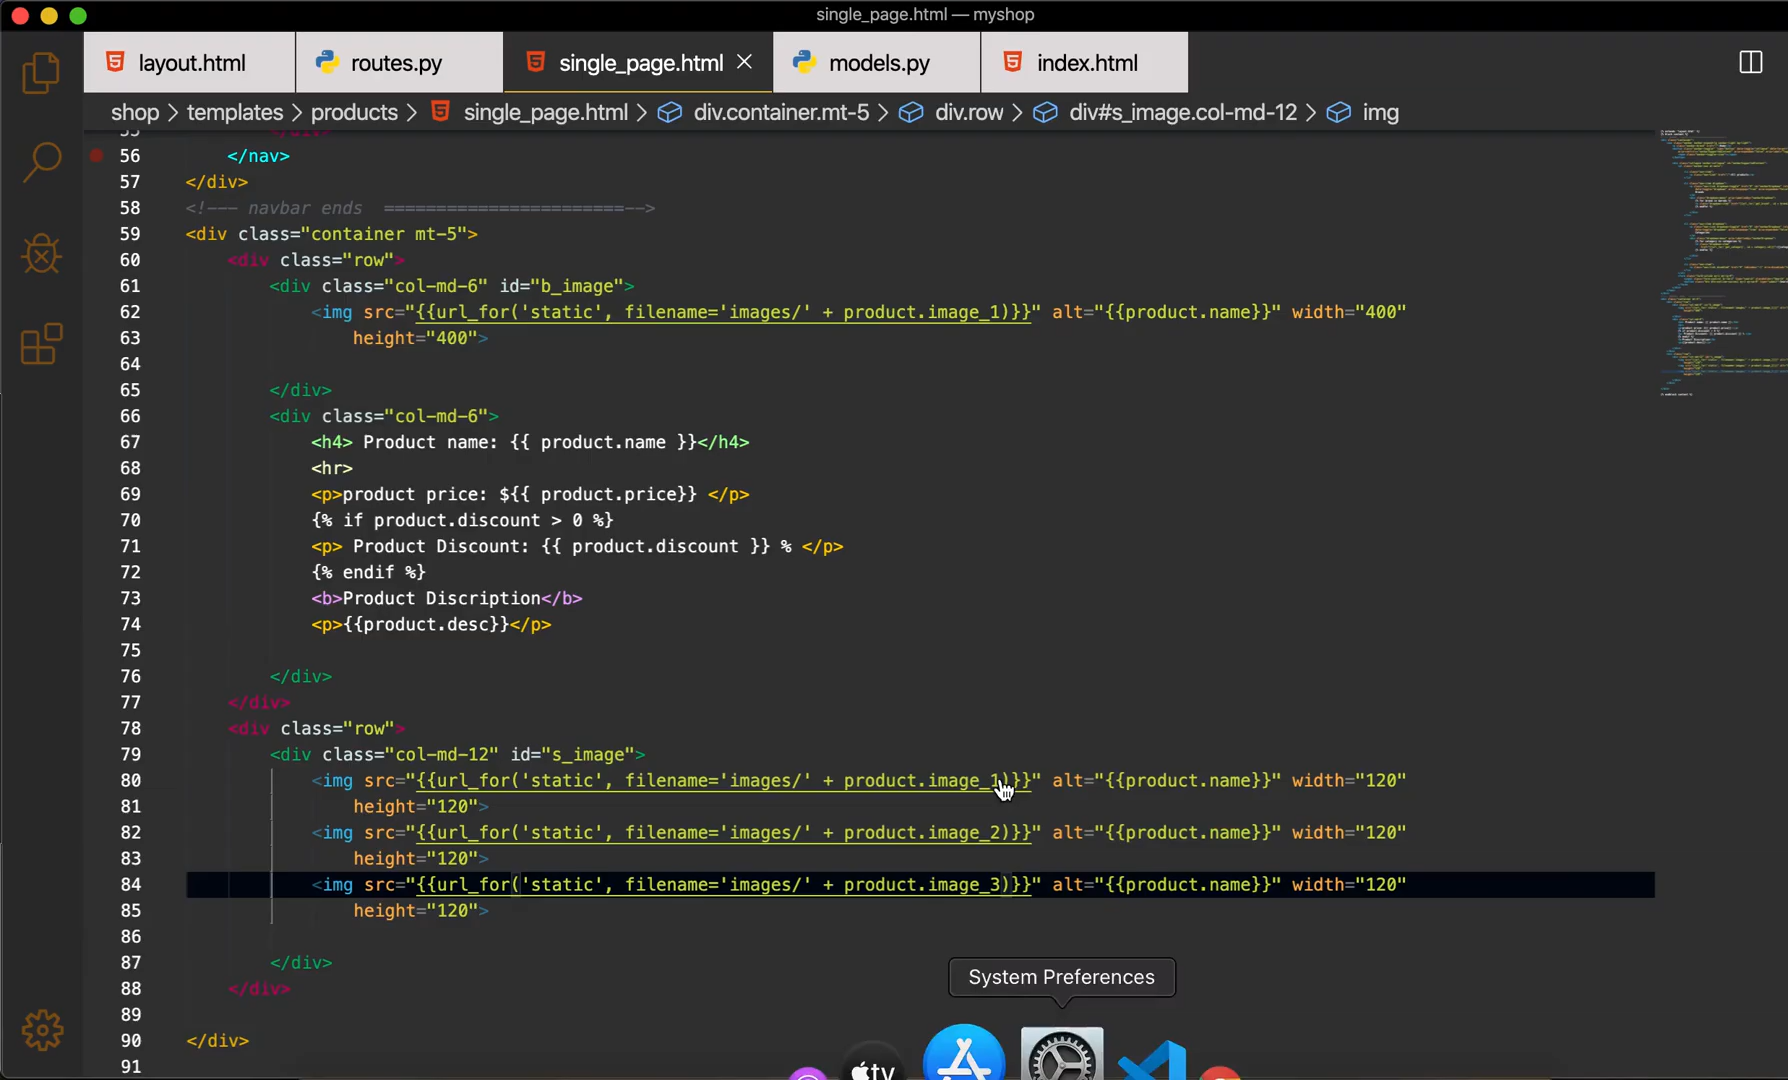 single_page.html — myshop
layout.html
routes.py
single_page.html
models.py
index.html
shop > templates > products > single_page.html > div.container.mt-5 > div.row > div#s_image.col-md-12 > img
55 </div>
56 </nav>
57 </div>
58 <!--- navbar ends =======================-->
59 <div class="container mt-5">
60 <div class="row">
61 <div class="col-md-6" id="b_image">
62 <img src="{{url_for('static', filename='images/' + product.image_1)}}" alt="{{product.name}}" width="400"
63 height="400">
64
65 </div>
66 <div class="col-md-6">
67 <h4> Product name: {{ product.name }}</h4>
68 <hr>
69 <p>product price: ${{ product.price}} </p>
70 {% if product.discount > 0 %}
71 <p> Product Discount: {{ product.discount }} % </p>
72 {% endif %}
73 <b>Product Discription</b>
74 <p>{{product.desc}}</p>
75
76 </div>
77 </div>
78 <div class="row">
79 <div class="col-md-12" id="s_image">
80 <img src="{{url_for('static', filename='images/' + product.image_1)}}" alt="{{product.name}}" width="120"
81 height="120">
82 <img src="{{url_for('static', filename='images/' + product.image_2)}}" alt="{{product.name}}" width="120"
83 height="120">
84 <img src="{{url_for('static', filename='images/' + product.image_3)}}" alt="{{product.name}}" width="120"
85 height="120">
86
87 </div>
88 </div>
89
90 </div>
91
System Preferences
tv